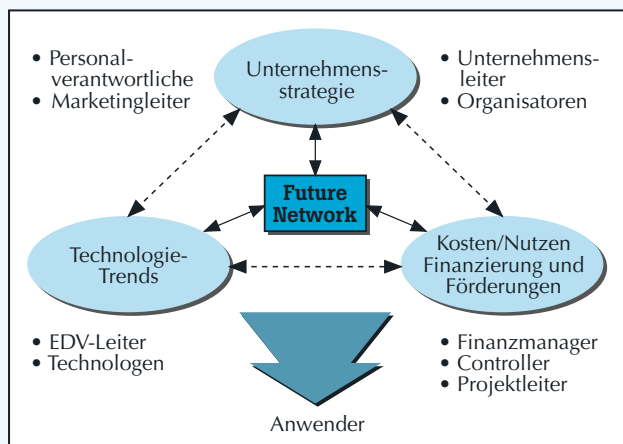 • Personal-
verantwortliche
• Marketingleiter
Unternehmens-
strategie
• Unternehmens-
leiter
• Organisatoren
Future
Network
Technologie-
Trends
Kosten/Nutzen
Finanzierung und
Förderungen
• EDV-Leiter
• Technologen
• Finanzmanager
• Controller
• Projektleiter
Anwender